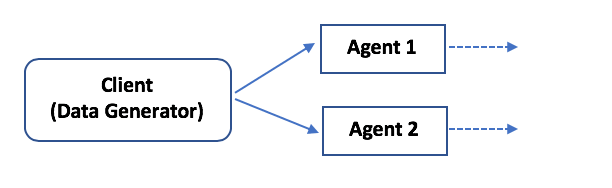 Client
(Data Generator)
Agent 1
Agent 2